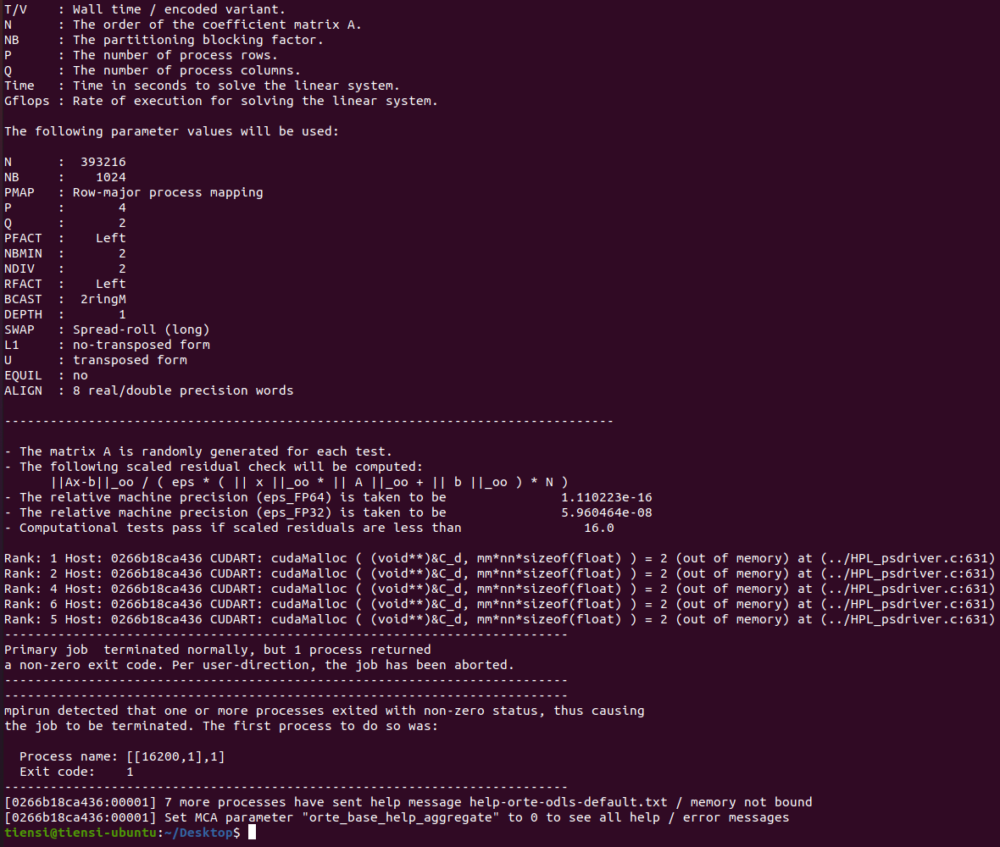 T/V    : Wall time / encoded variant.
N      : The order of the coefficient matrix A.
NB     : The partitioning blocking factor.
P      : The number of process rows.
Q      : The number of process columns.
Time   : Time in seconds to solve the linear system.
Gflops : Rate of execution for solving the linear system.

The following parameter values will be used:

N      :  393216
NB     :    1024
PMAP   : Row-major process mapping
P      :       4
Q      :       2
PFACT  :    Left
NBMIN  :       2
NDIV   :       2
RFACT  :    Left
BCAST  :  2ringM
DEPTH  :       1
SWAP   : Spread-roll (long)
L1     : no-transposed form
U      : transposed form
EQUIL  : no
ALIGN  : 8 real/double precision words

--------------------------------------------------------------------------------

- The matrix A is randomly generated for each test.
- The following scaled residual check will be computed:
      ||Ax-b||_oo / ( eps * ( || x ||_oo * || A ||_oo + || b ||_oo ) * N )
- The relative machine precision (eps_FP64) is taken to be               1.110223e-16
- The relative machine precision (eps_FP32) is taken to be               5.960464e-08
- Computational tests pass if scaled residuals are less than                16.0

Rank: 1 Host: 0266b18ca436 CUDART: cudaMalloc ( (void**)&C_d, mm*nn*sizeof(float) ) = 2 (out of memory) at (../HPL_psdriver.c:631)
Rank: 2 Host: 0266b18ca436 CUDART: cudaMalloc ( (void**)&C_d, mm*nn*sizeof(float) ) = 2 (out of memory) at (../HPL_psdriver.c:631)
Rank: 4 Host: 0266b18ca436 CUDART: cudaMalloc ( (void**)&C_d, mm*nn*sizeof(float) ) = 2 (out of memory) at (../HPL_psdriver.c:631)
Rank: 6 Host: 0266b18ca436 CUDART: cudaMalloc ( (void**)&C_d, mm*nn*sizeof(float) ) = 2 (out of memory) at (../HPL_psdriver.c:631)
Rank: 5 Host: 0266b18ca436 CUDART: cudaMalloc ( (void**)&C_d, mm*nn*sizeof(float) ) = 2 (out of memory) at (../HPL_psdriver.c:631)
--------------------------------------------------------------------------
Primary job  terminated normally, but 1 process returned
a non-zero exit code. Per user-direction, the job has been aborted.
--------------------------------------------------------------------------
--------------------------------------------------------------------------
mpirun detected that one or more processes exited with non-zero status, thus causing
the job to be terminated. The first process to do so was:

  Process name: [[16200,1],1]
  Exit code:    1
--------------------------------------------------------------------------
[0266b18ca436:00001] 7 more processes have sent help message help-orte-odls-default.txt / memory not bound
[0266b18ca436:00001] Set MCA parameter "orte_base_help_aggregate" to 0 to see all help / error messages
tiensi@tiensi-ubuntu:~/Desktop$